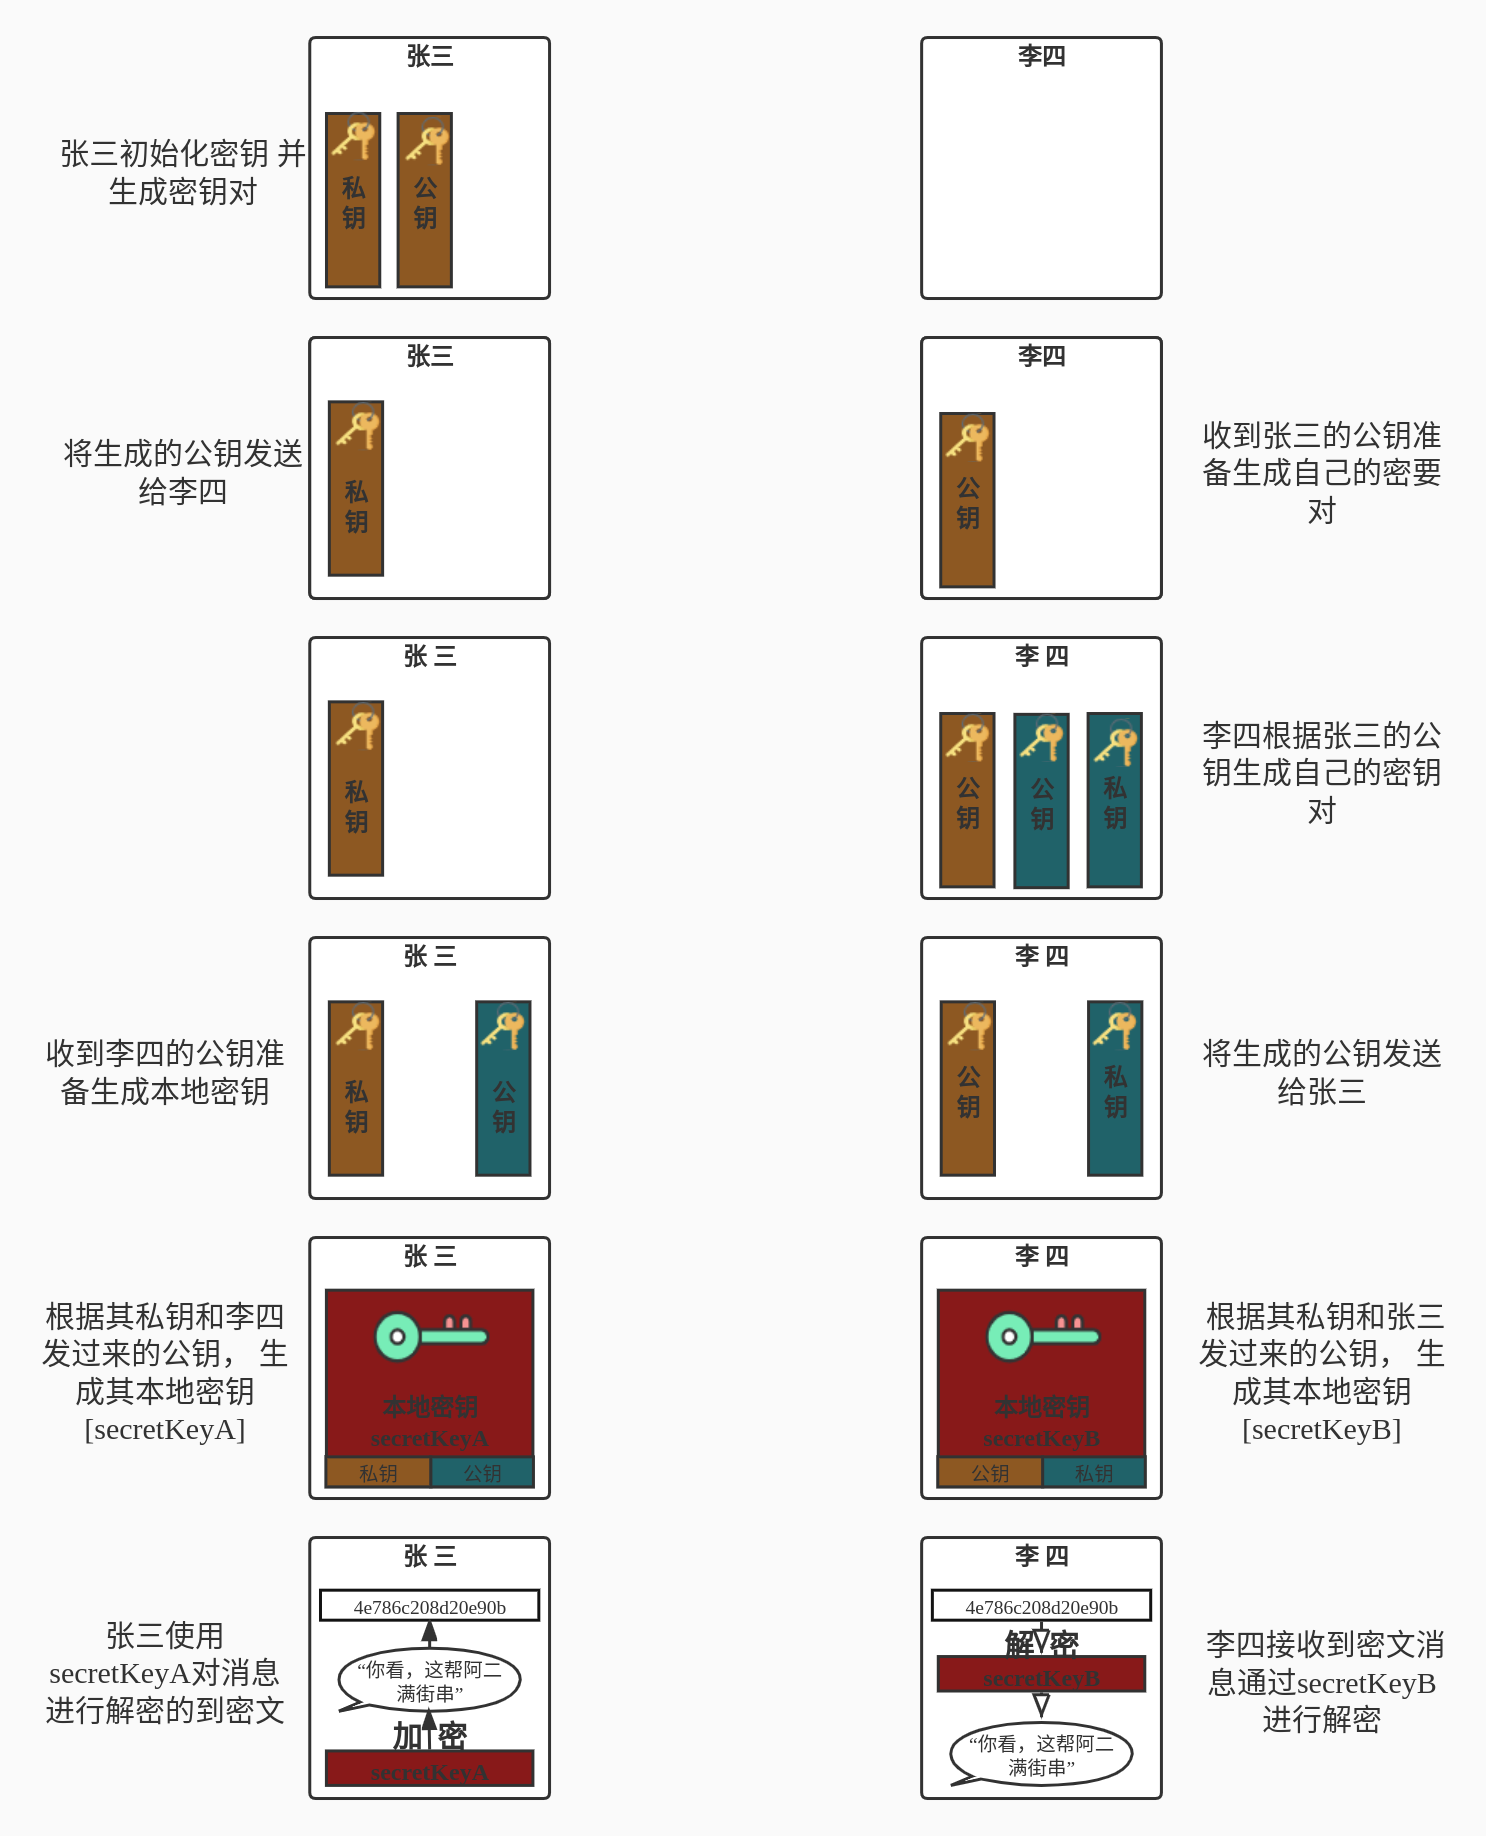 张三
李四
张三初始化密钥 并
生成密钥对
私
钥
公
钥
张三
李四
将生成的公钥发送
给李四
私
钥
公
钥
收到张三的公钥准
备生成自己的密要
对
张 三
李 四
私
钥
公
钥
公
钥
私
钥
李四根据张三的公
钥生成自己的密钥
对
张 三
李 四
收到李四的公钥准
备生成本地密钥
私
钥
公
钥
公
钥
私
钥
将生成的公钥发送
给张三
张 三
李 四
根据其私钥和李四
发过来的公钥， 生
成其本地密钥
[secretKeyA]
本地密钥
secretKeyA
私钥
公钥
本地密钥
secretKeyB
公钥
私钥
根据其私钥和张三
发过来的公钥， 生
成其本地密钥
[secretKeyB]
张 三
李 四
张三使用
secretKeyA对消息
进行解密的到密文
4e786c208d20e90b
“你看，这帮阿二
满街串”
加 密
secretKeyA
4e786c208d20e90b
解 密
secretKeyB
“你看，这帮阿二
满街串”
李四接收到密文消
息通过secretKeyB
进行解密